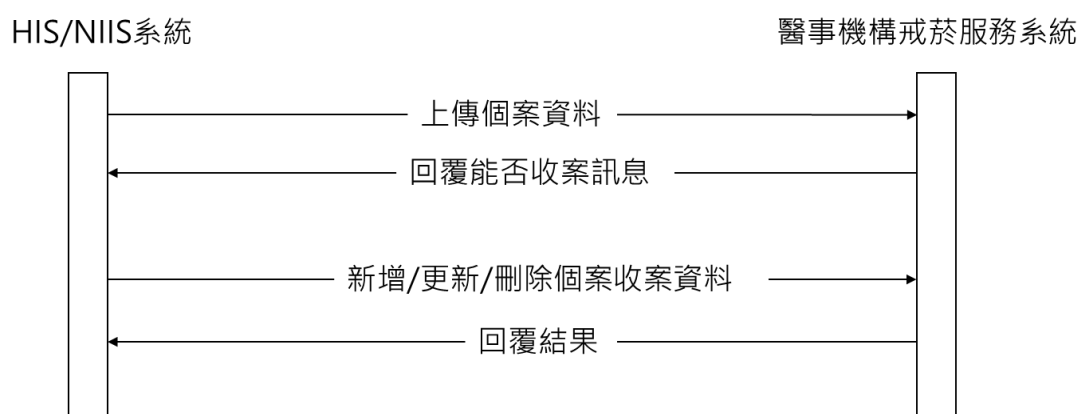 HIS/NIIS系統
醫事機構戒菸服務系統
上傳個案資料
回覆能否收案訊息
新增/更新/刪除個案收案資料
回覆結果